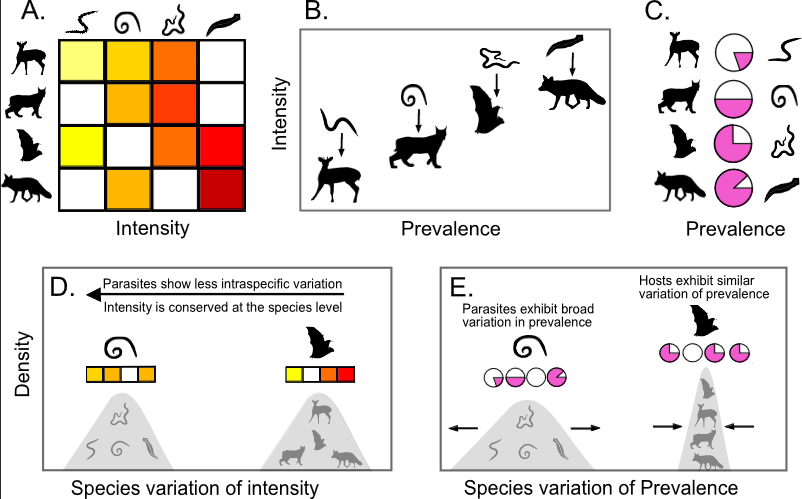 A.
B.
C.
Intensity
Intensity
Prevalence
Prevalence
D.
Parasites show less intraspecific variation
Intensity is conserved at the species level
Density
Species variation of intensity
E.
Parasites exhibit broad
variation in prevalence
Hosts exhibit similar
variation of prevalence
Species variation of Prevalence